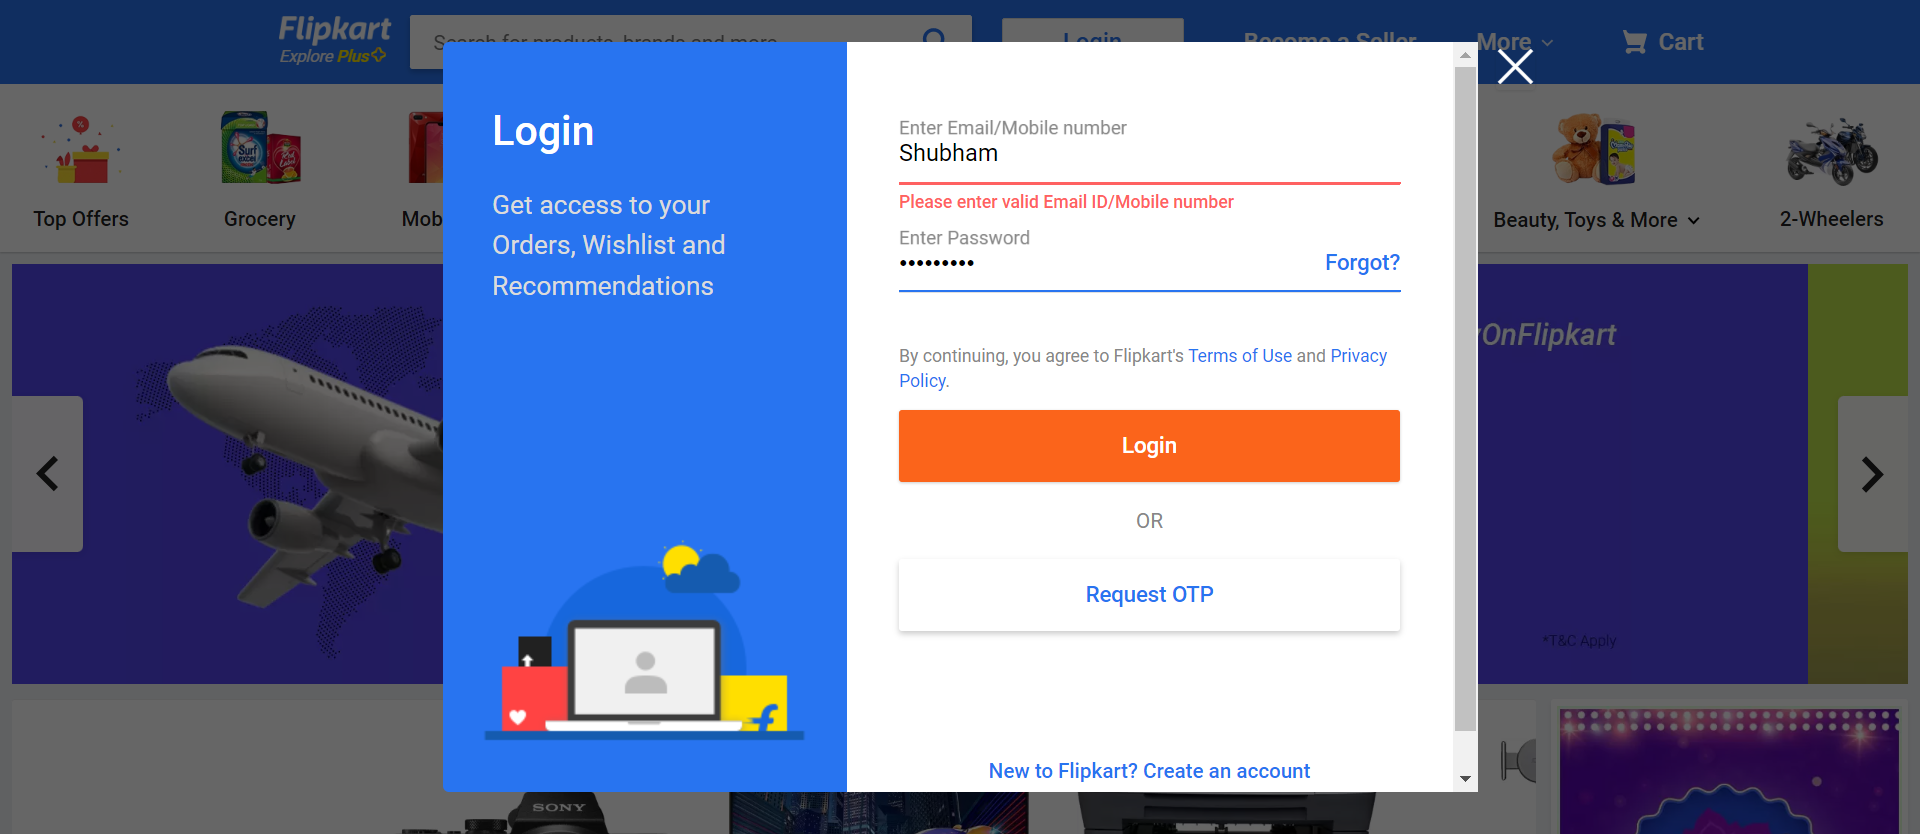 Flipkart
Explore Plus
Search for products, brands and more
Login
Become a Seller
More
Cart
Top Offers
Surf
excel
Grocery
Mob
Beauty, Toys & More
2-Wheelers
Login
Get access to your
Orders, Wishlist and
Recommendations
Enter Email/Mobile number
Shubham
Please enter valid Email ID/Mobile number
Enter Password
•••••••••
Forgot?
By continuing, you agree to Flipkart's Terms of Use and Privacy
Policy.
Login
OR
Request OTP
New to Flipkart? Create an account
OnFlipkart
*T&C Apply
SONY